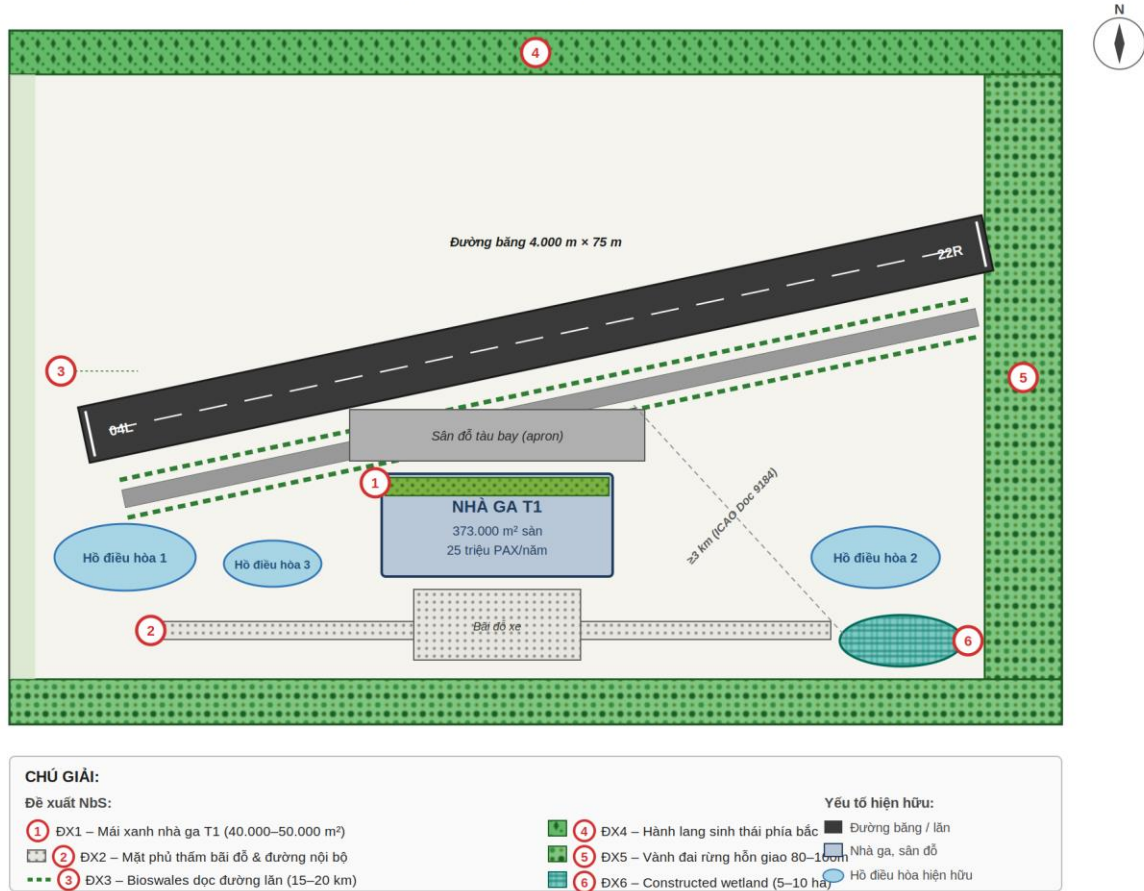 N
4
Đường băng 4.000 m × 75 m
22R
3
5
04L
Sân đỗ tàu bay (apron)
1
NHÀ GA T1
373.000 m² sàn
25 triệu PAX/năm
≥3 km (ICAO Doc 9184)
Hồ điều hòa 1
Hồ điều hòa 3
Hồ điều hòa 2
2
Bãi đỗ xe
6
CHÚ GIẢI:
Đề xuất NbS:
1 ĐX1 – Mái xanh nhà ga T1 (40.000–50.000 m²)
2 ĐX2 – Mặt phủ thấm bãi đỗ & đường nội bộ
3 ĐX3 – Bioswales dọc đường lăn (15–20 km)
4 ĐX4 – Hành lang sinh thái phía bắc
5 ĐX5 – Vành đai rừng hỗn giao 80–100m
6 ĐX6 – Constructed wetland (5–10 ha)
Yếu tố hiện hữu:
Đường băng / lăn
Nhà ga, sân đỗ
Hồ điều hòa hiện hữu